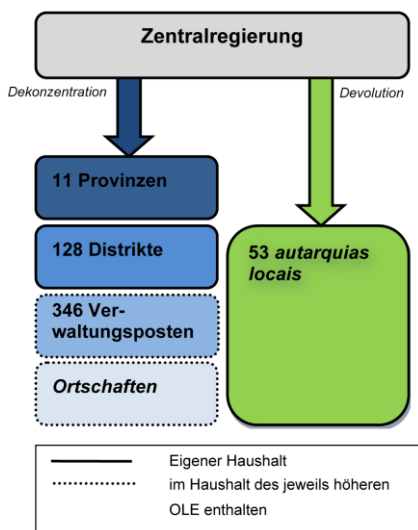 Zentralregierung
Dekonzentration
Devolution
11 Provinzen
128 Distrikte
346 Ver-
waltungsposten
Ortschaften
53 autarquias
locais
Eigener Haushalt
im Haushalt des jeweils höheren
OLE enthalten